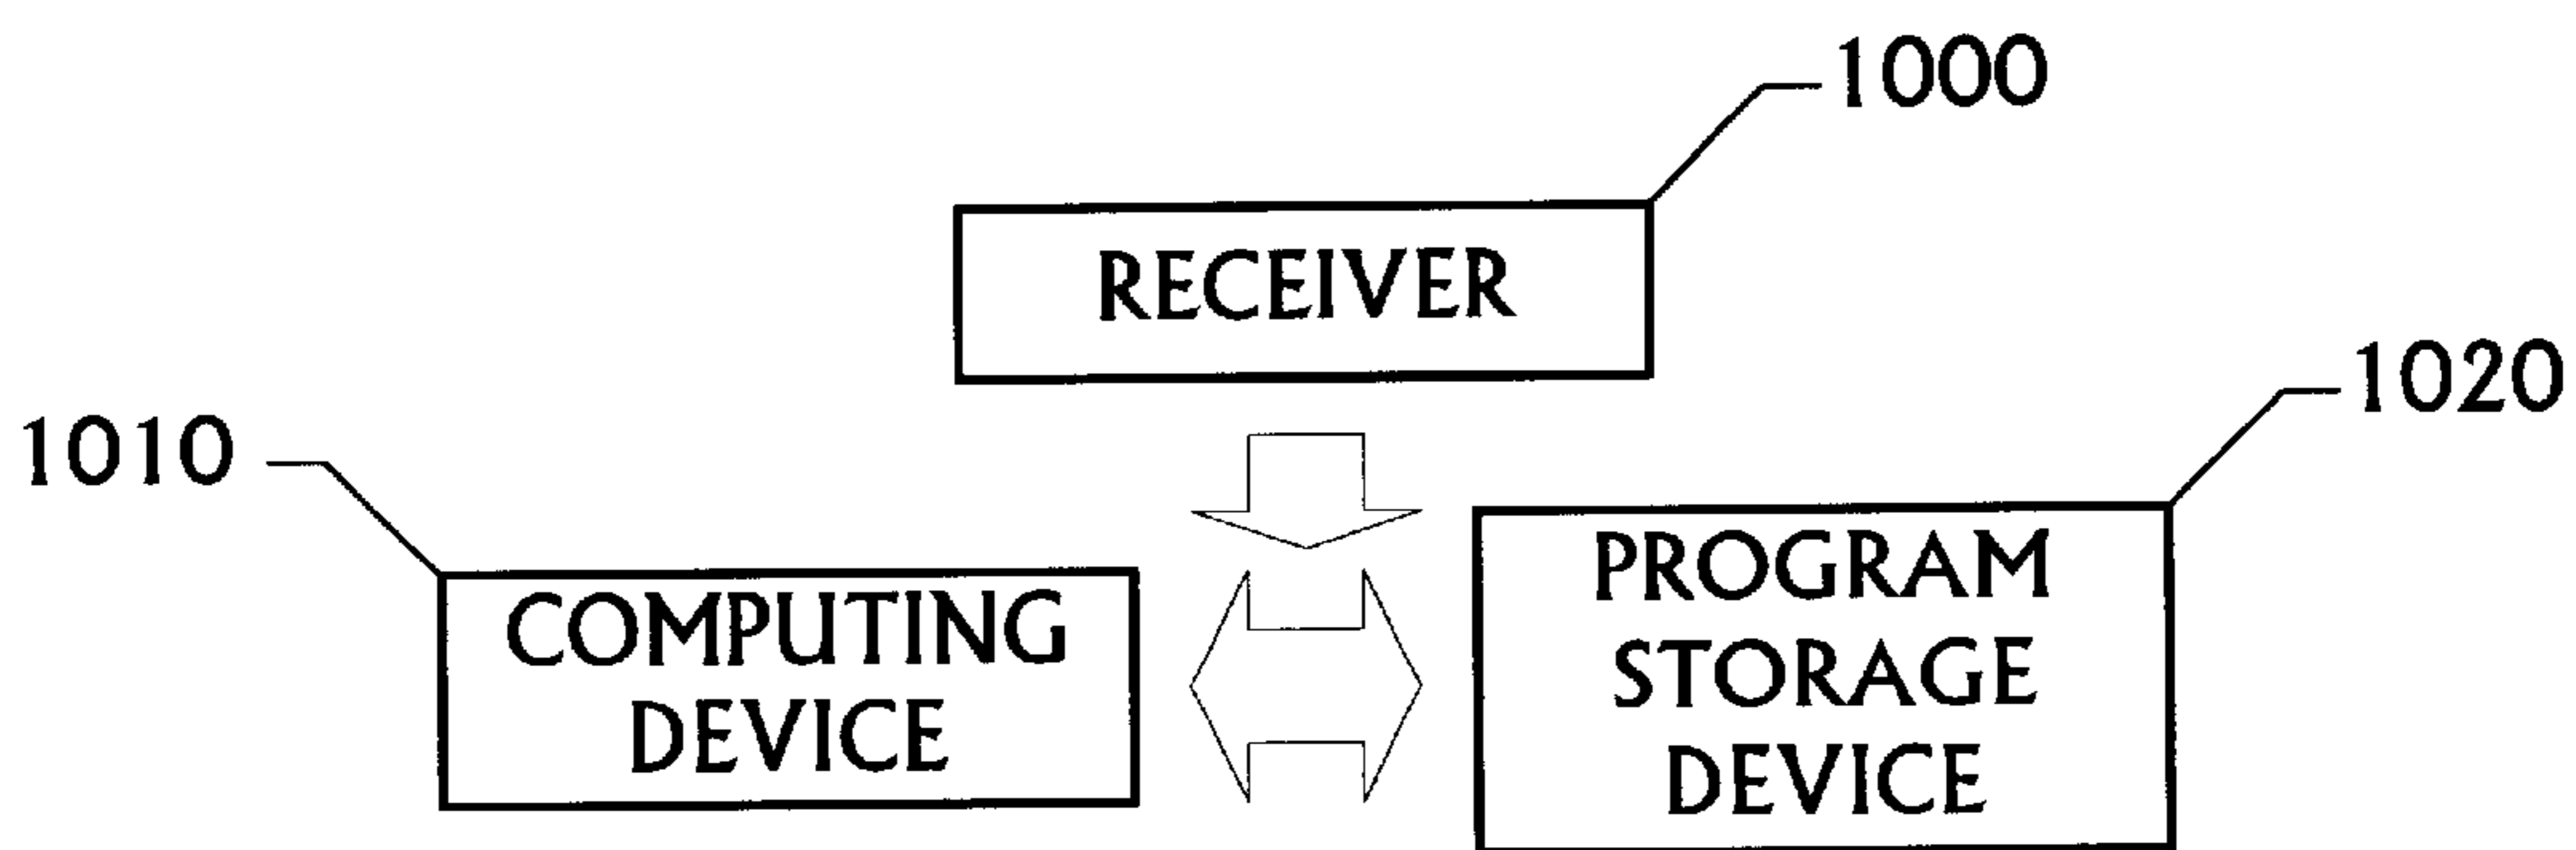 1000
RECEIVER
1020
1010
PROGRAM
STORAGE
DEVICE
COMPUTING
DEVICE